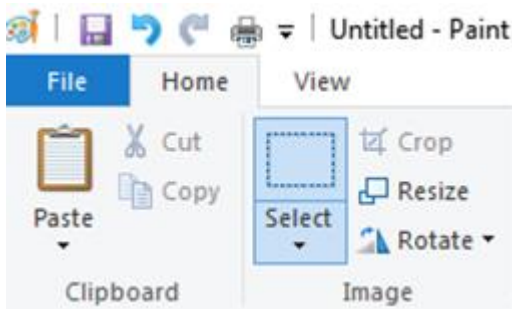 Untitled - Paint
File Home View
Paste
Cut
Copy
Select
Crop
Resize
Rotate
Clipboard Image